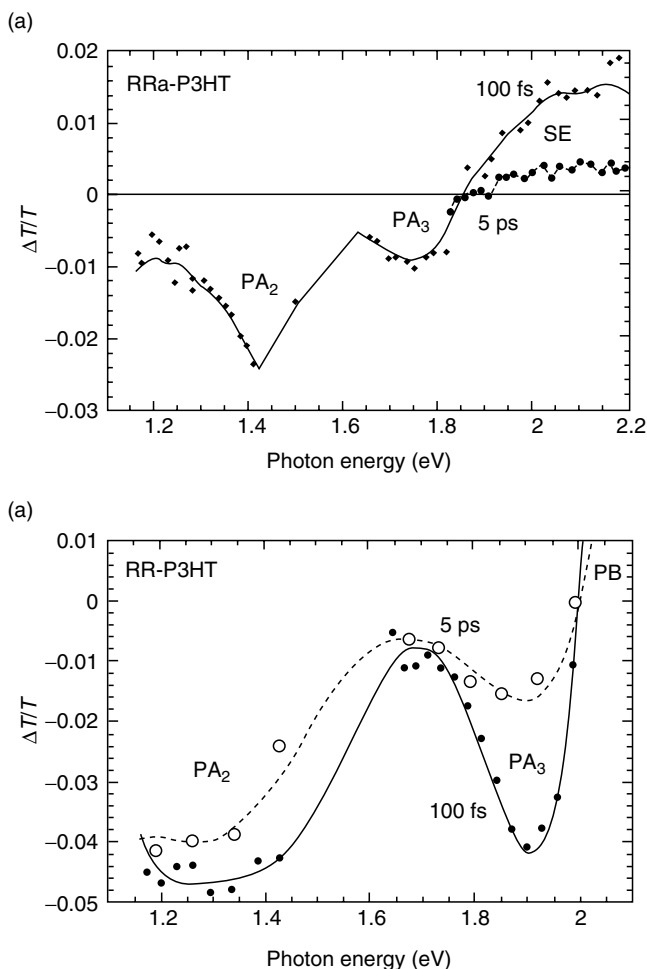 (a)
0.02
RRa-P3HT
100 fs
0.01
SE
0
PA3
5 ps
ΔT/T
−0.01
PA2
−0.02
−0.03
1.2 1.4 1.6 1.8 2 2.2
Photon energy (eV)
(a)
0.01
RR-P3HT
PB
0
5 ps
−0.01
ΔT/T
−0.02
PA2
PA3
−0.03
100 fs
−0.04
−0.05
1.2 1.4 1.6 1.8 2
Photon energy (eV)